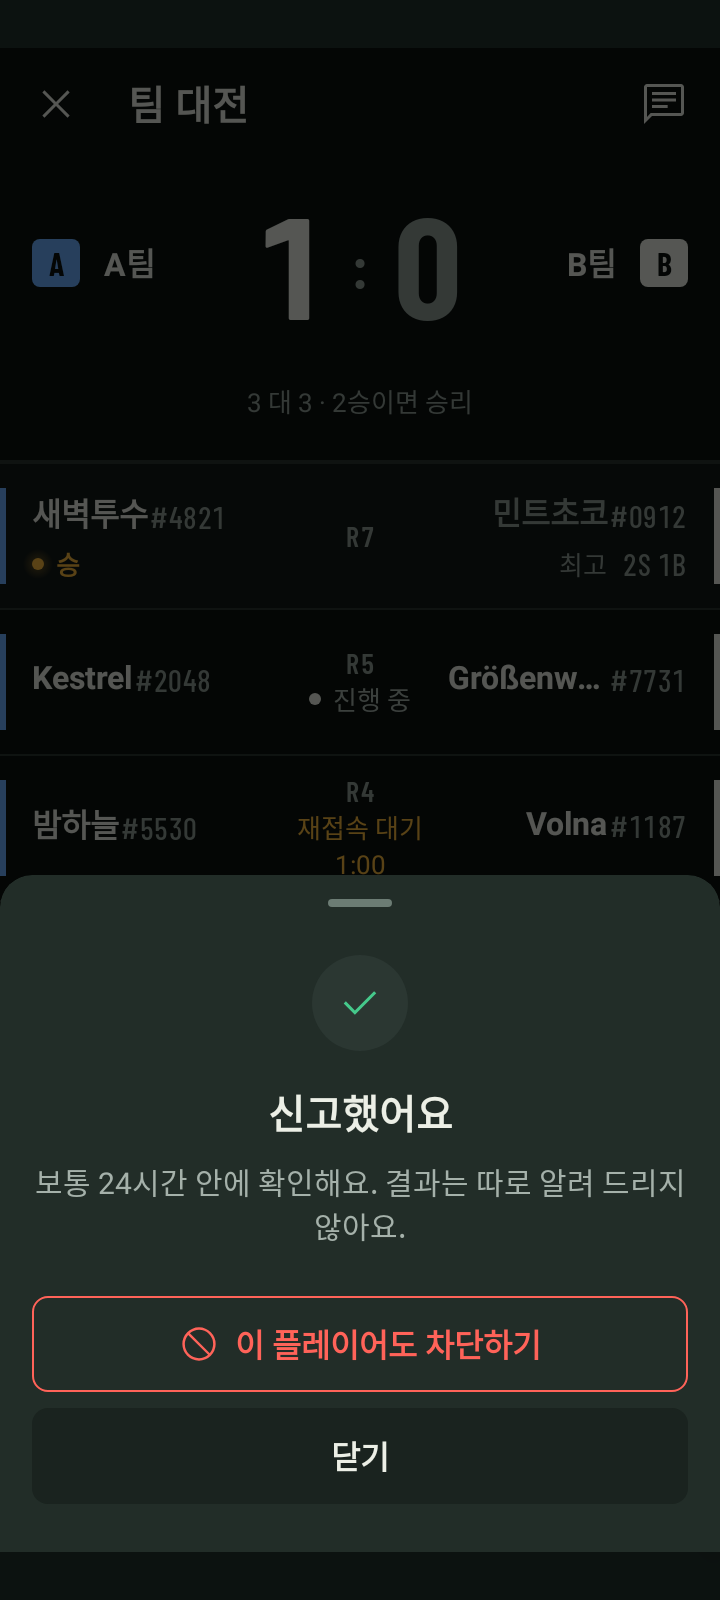 팀 대전
A A팀 1 : 0 B팀 B
3 대 3 · 2승이면 승리
새벽투수#4821 R7 민트초코#0912
승 최고 2S 1B
R5
Kestrel#2048 Größenw... #7731
진행 중
R4
밤하늘#5530 재접속 대기 Volna#1187
1:00
신고했어요
보통 24시간 안에 확인해요. 결과는 따로 알려 드리지
않아요.
이 플레이어도 차단하기
닫기